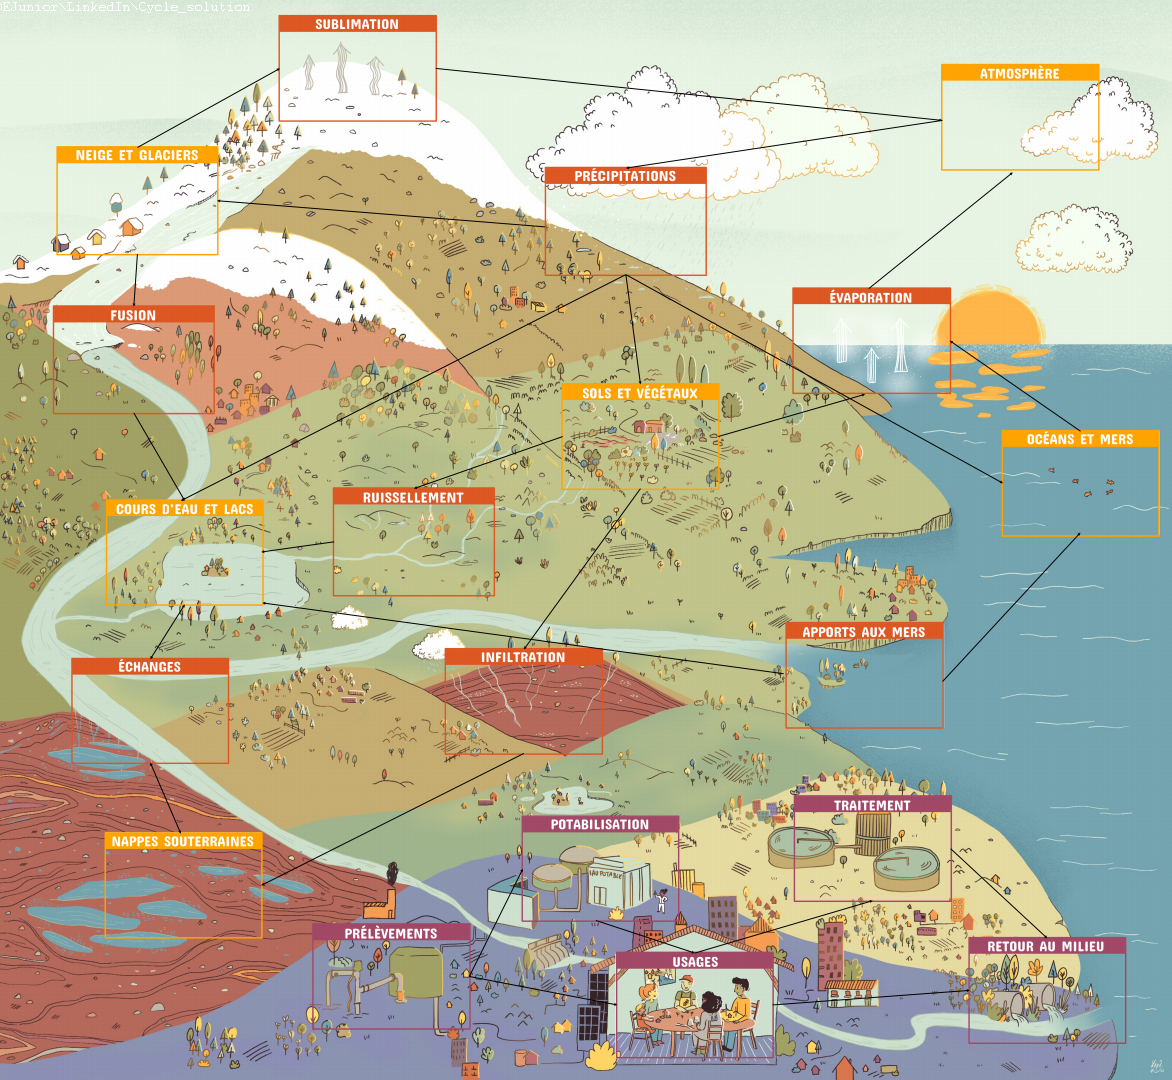 EJunior\LinkedIn\Cycle_solution
SUBLIMATION
ATMOSPHÈRE
NEIGE ET GLACIERS
PRÉCIPITATIONS
ÉVAPORATION
FUSION
SOLS ET VÉGÉTAUX
OCÉANS ET MERS
RUISSELLEMENT
COURS D'EAU ET LACS
APPORTS AUX MERS
INFILTRATION
ÉCHANGES
TRAITEMENT
POTABILISATION
NAPPES SOUTERRAINES
EAU POTABLE
PRÉLÈVEMENTS
RETOUR AU MILIEU
USAGES